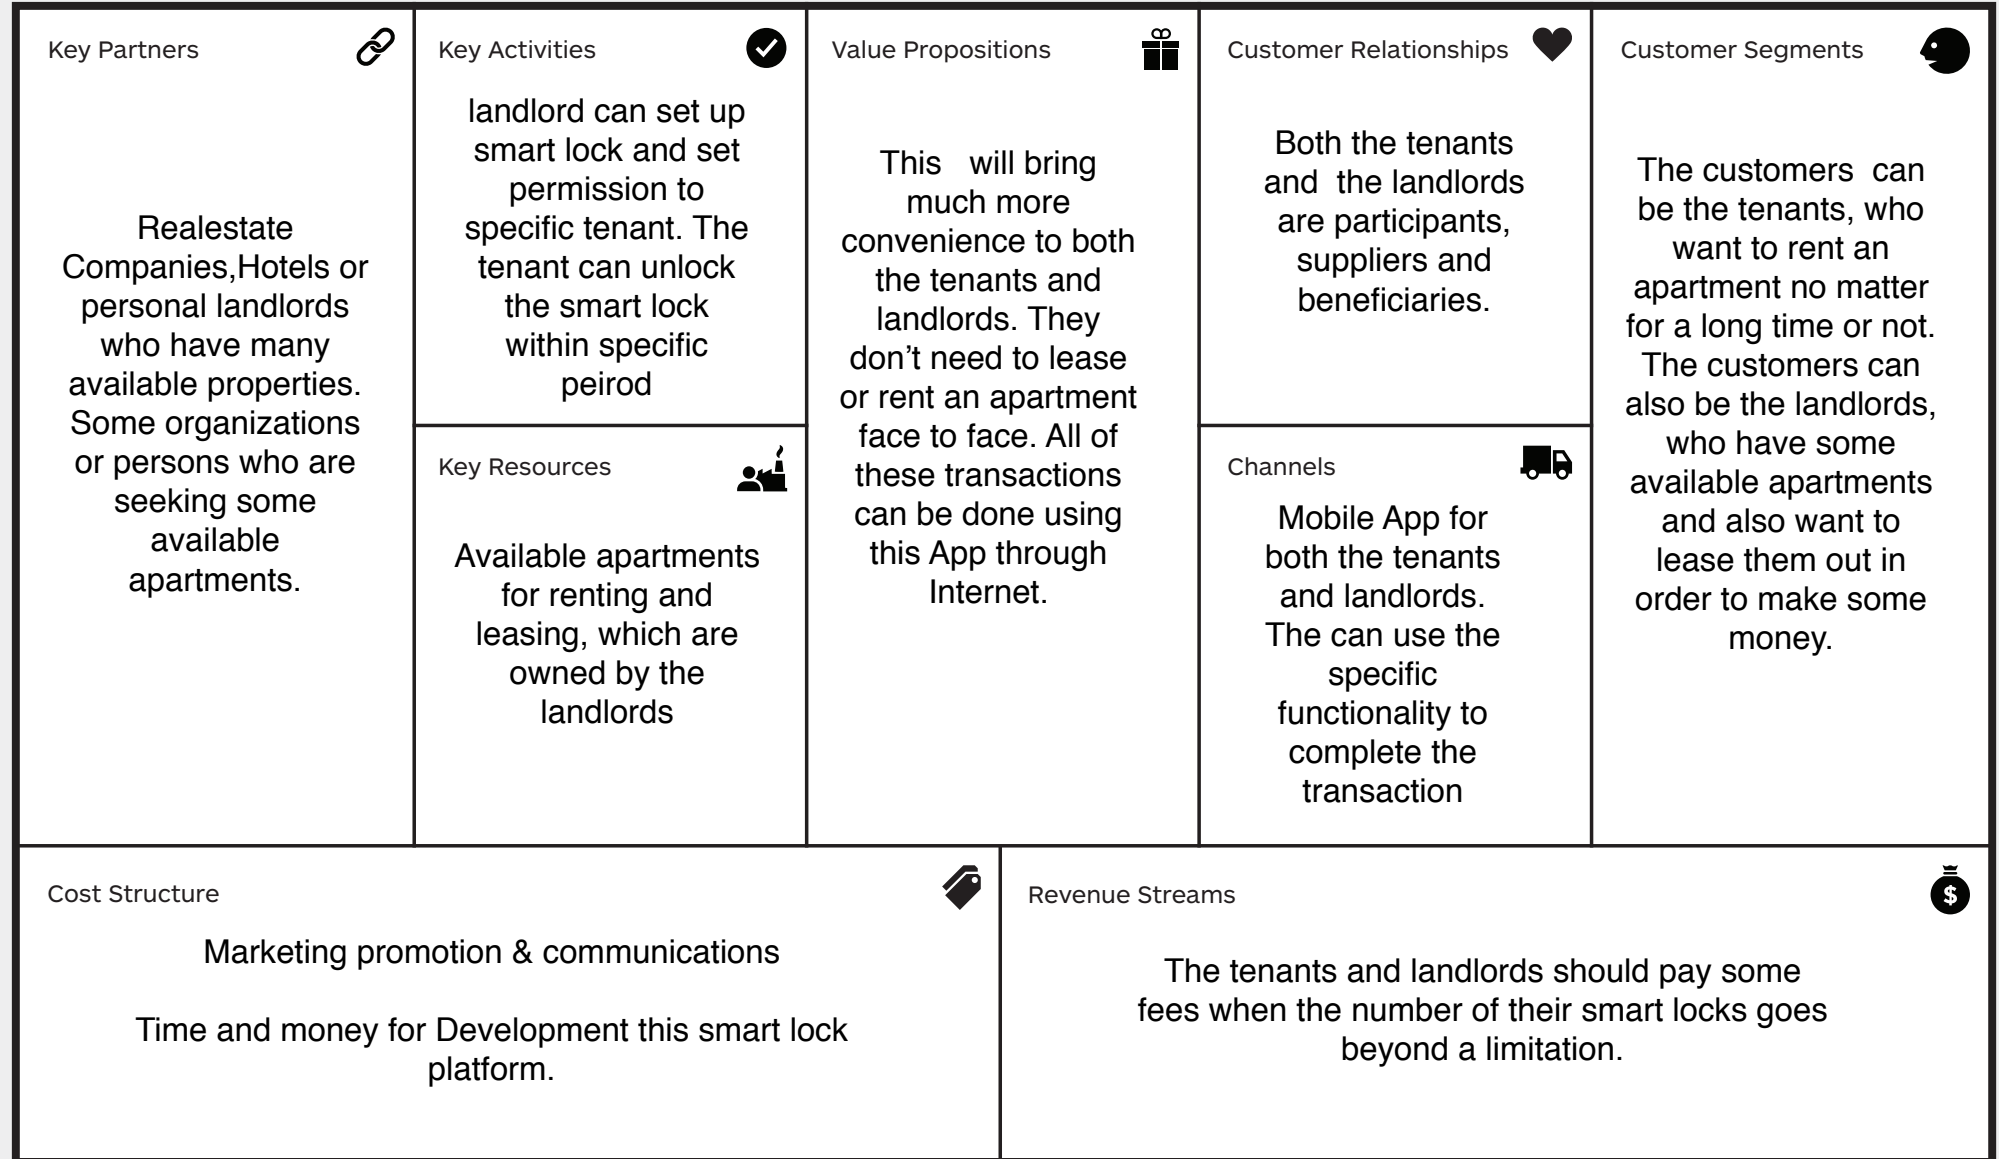 Key Partners
Realestate
Companies,Hotels or
personal landlords
who have many
available properties.
Some organizations
or persons who are
seeking some
available
apartments.
Key Activities
landlord can set up
smart lock and set
permission to
specific tenant. The
tenant can unlock
the smart lock
within specific
peirod
Key Resources
Available apartments
for renting and
leasing, which are
owned by the
landlords
Value Propositions
This will bring
much more
convenience to both
the tenants and
landlords. They
don’t need to lease
or rent an apartment
face to face. All of
these transactions
can be done using
this App through
Internet.
Customer Relationships
Both the tenants
and the landlords
are participants,
suppliers and
beneficiaries.
Channels
Mobile App for
both the tenants
and landlords.
The can use the
specific
functionality to
complete the
transaction
Customer Segments
The customers can
be the tenants, who
want to rent an
apartment no matter
for a long time or not.
The customers can
also be the landlords,
who have some
available apartments
and also want to
lease them out in
order to make some
money.
Cost Structure
Marketing promotion & communications
Time and money for Development this smart lock
platform.
Revenue Streams
$
The tenants and landlords should pay some
fees when the number of their smart locks goes
beyond a limitation.